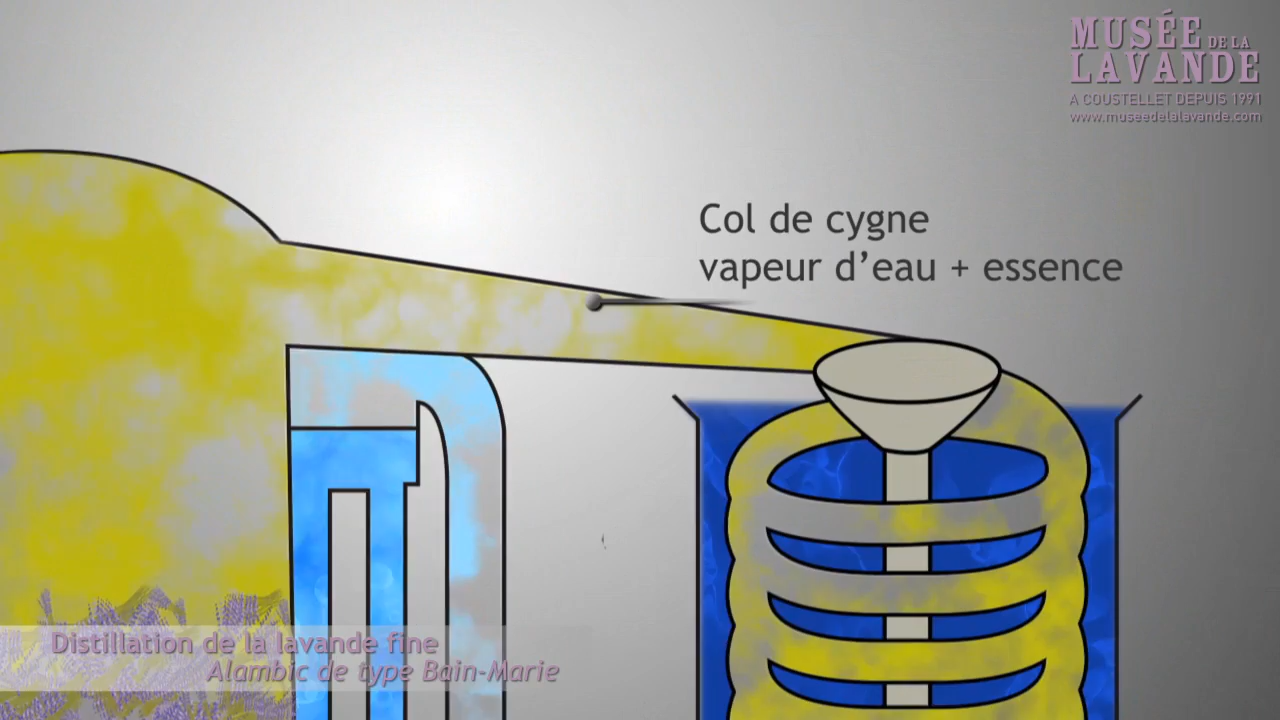 MUSÉE DE LA
LAVANDE
A COUSTELLET DEPUIS 1991
www.museedelalavande.com
Col de cygne
vapeur d’eau + essence
Distillation de la lavande fine
Alambic de type Bain-Marie